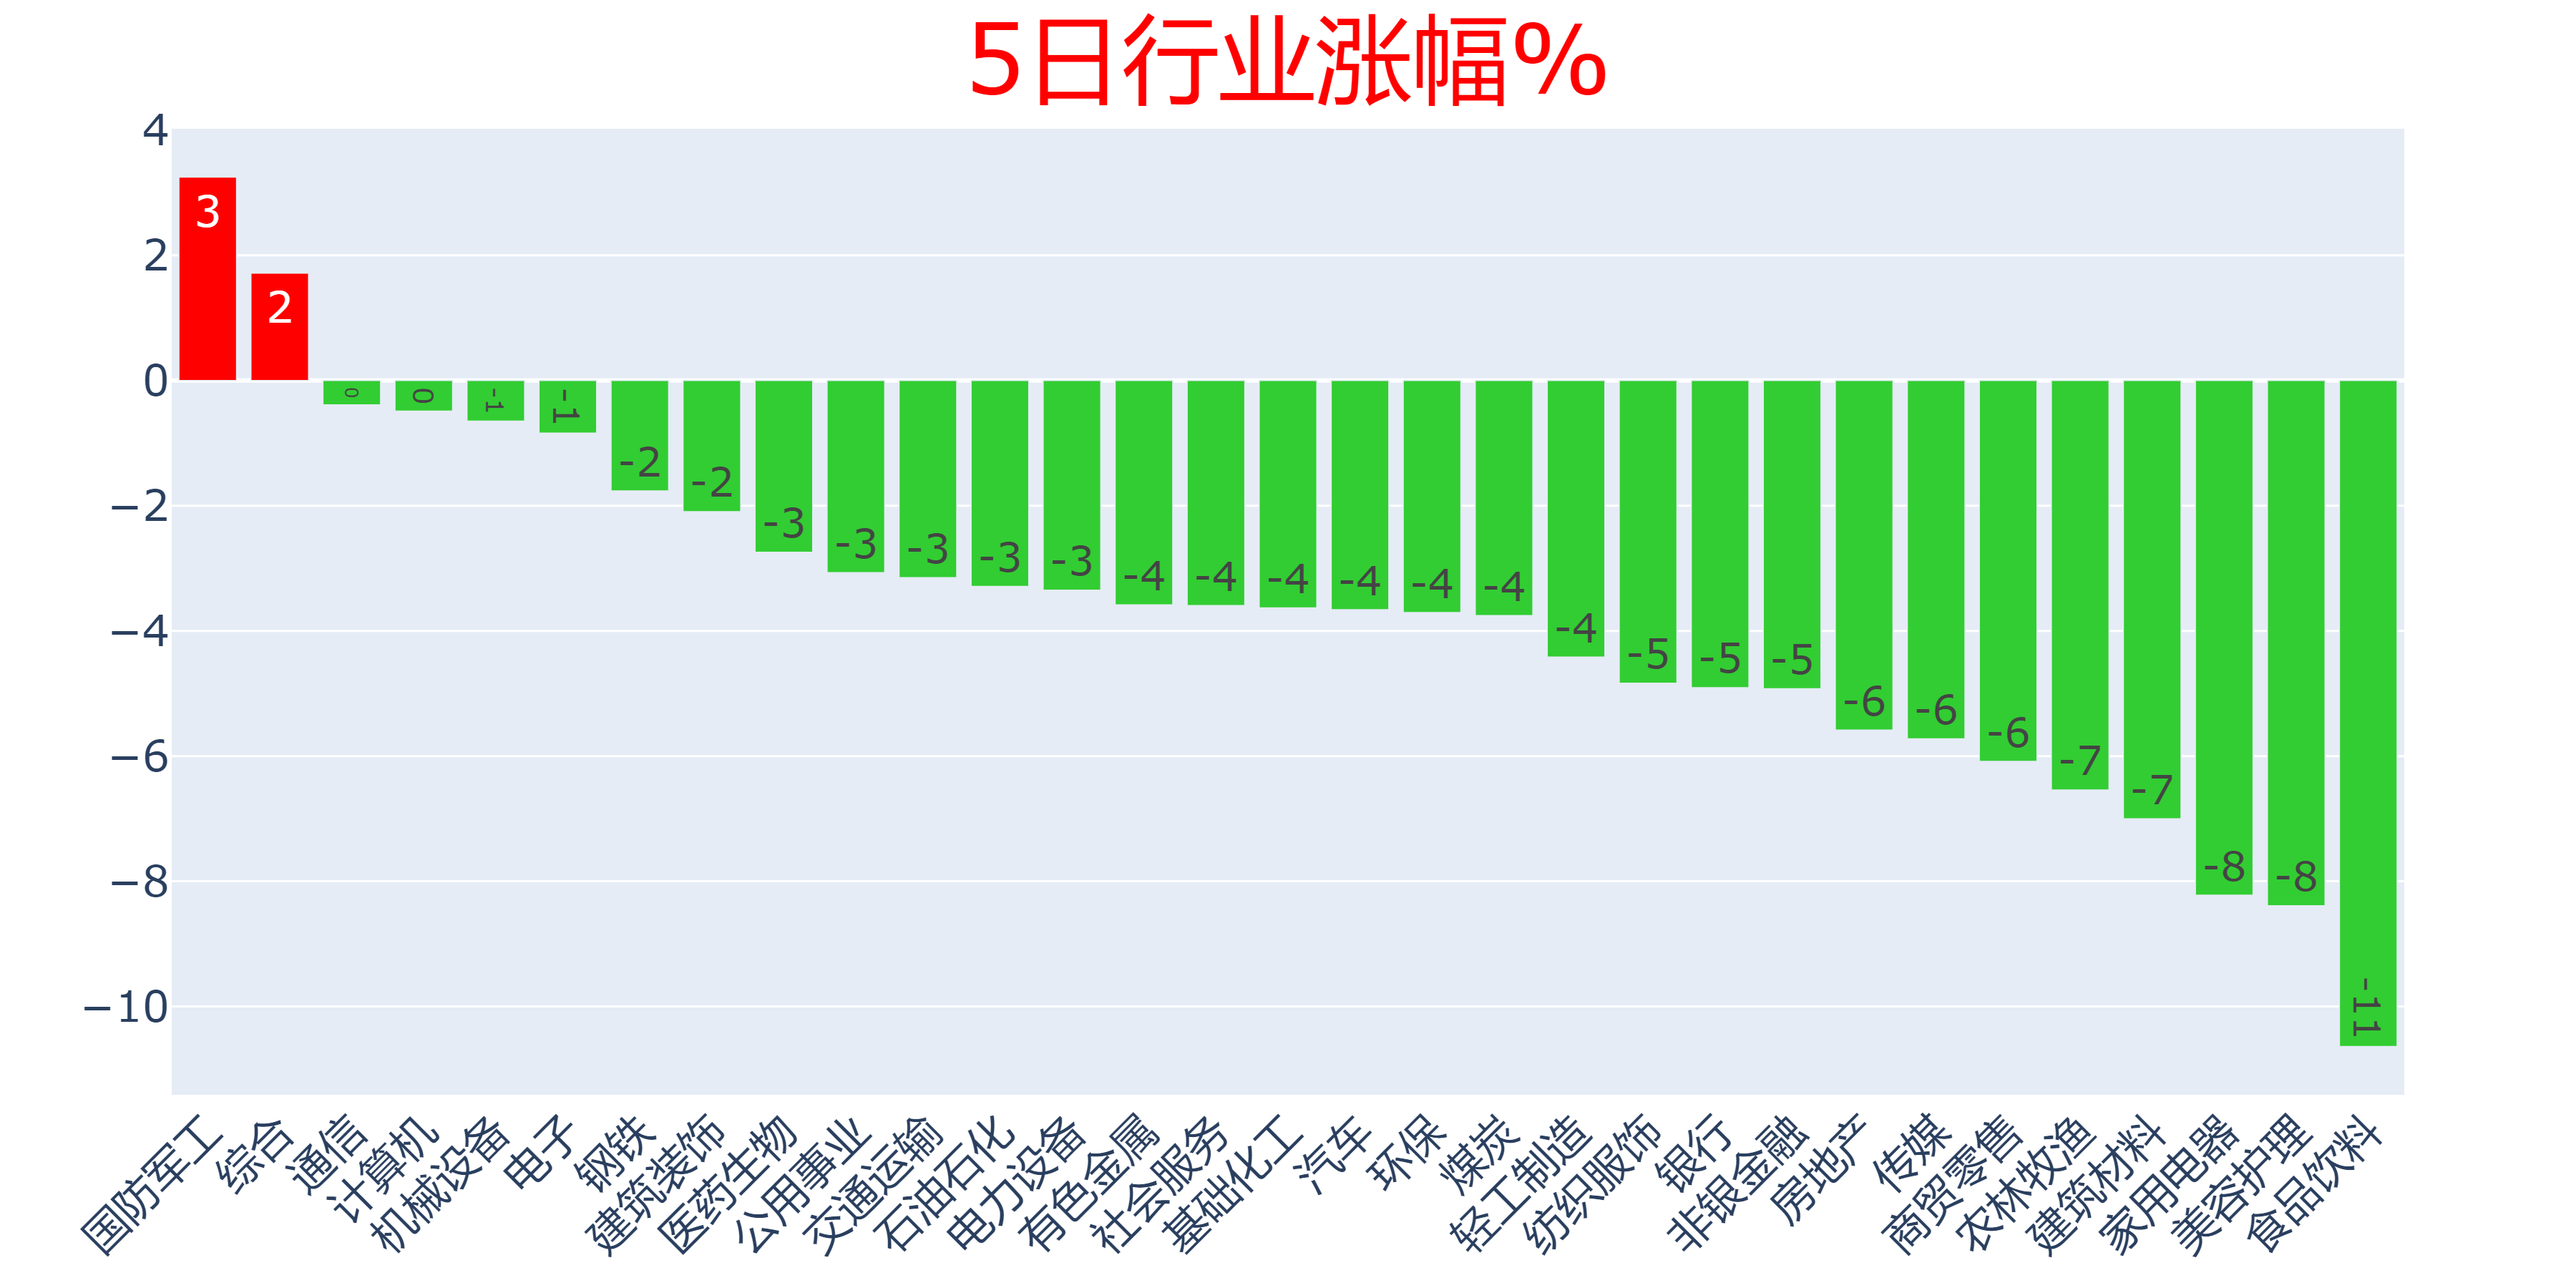 5日行业涨幅%
4
2
0
−2
−4
−6
−8
−10
3
2
0
0
-1
-1
-2
-2
-3
-3
-3
-3
-3
-4
-4
-4
-4
-4
-4
-4
-5
-5
-5
-6
-6
-6
-7
-7
-8
-8
-11
国防军工
综合
通信
计算机
机械设备
电子
钢铁
建筑装饰
医药生物
公用事业
交通运输
石油石化
电力设备
有色金属
社会服务
基础化工
汽车
环保
煤炭
轻工制造
纺织服饰
银行
非银金融
房地产
传媒
商贸零售
农林牧渔
建筑材料
家用电器
美容护理
食品饮料